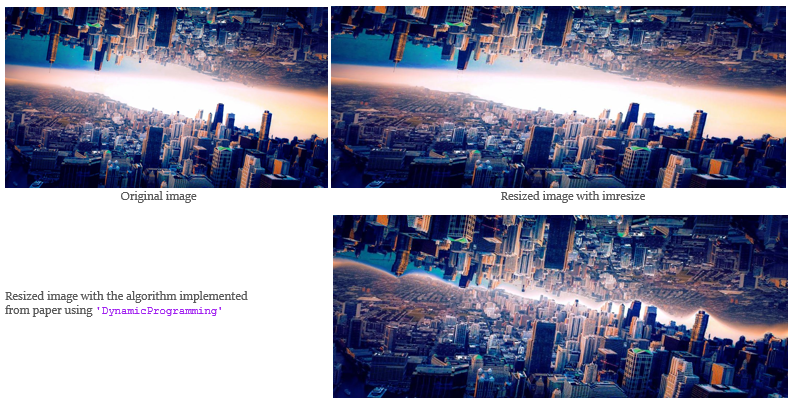 Original image
Resized image with imresize
Resized image with the algorithm implemented
from paper using 'DynamicProgramming'